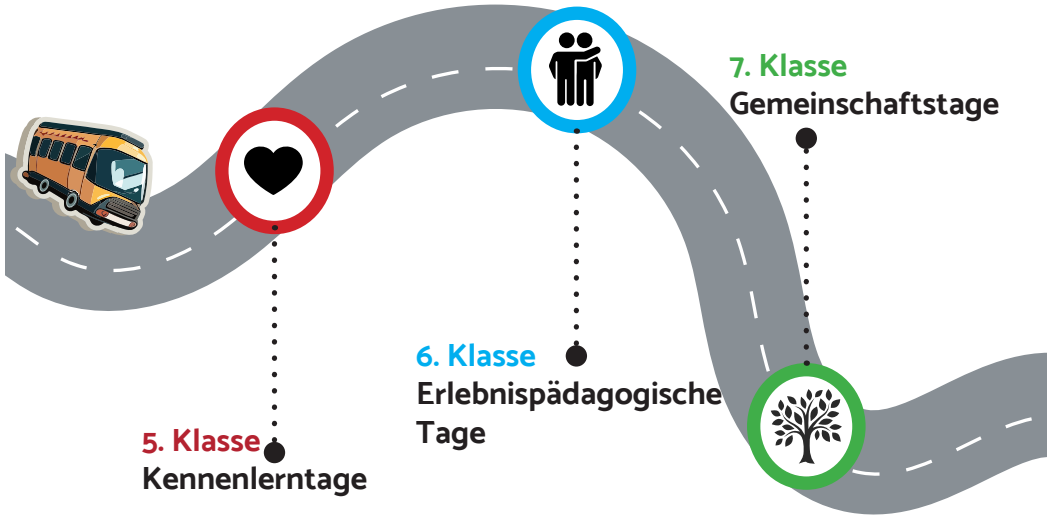 5. Klasse
Kennenlerntage
6. Klasse
Erlebnispädagogische
Tage
7. Klasse
Gemeinschaftstage